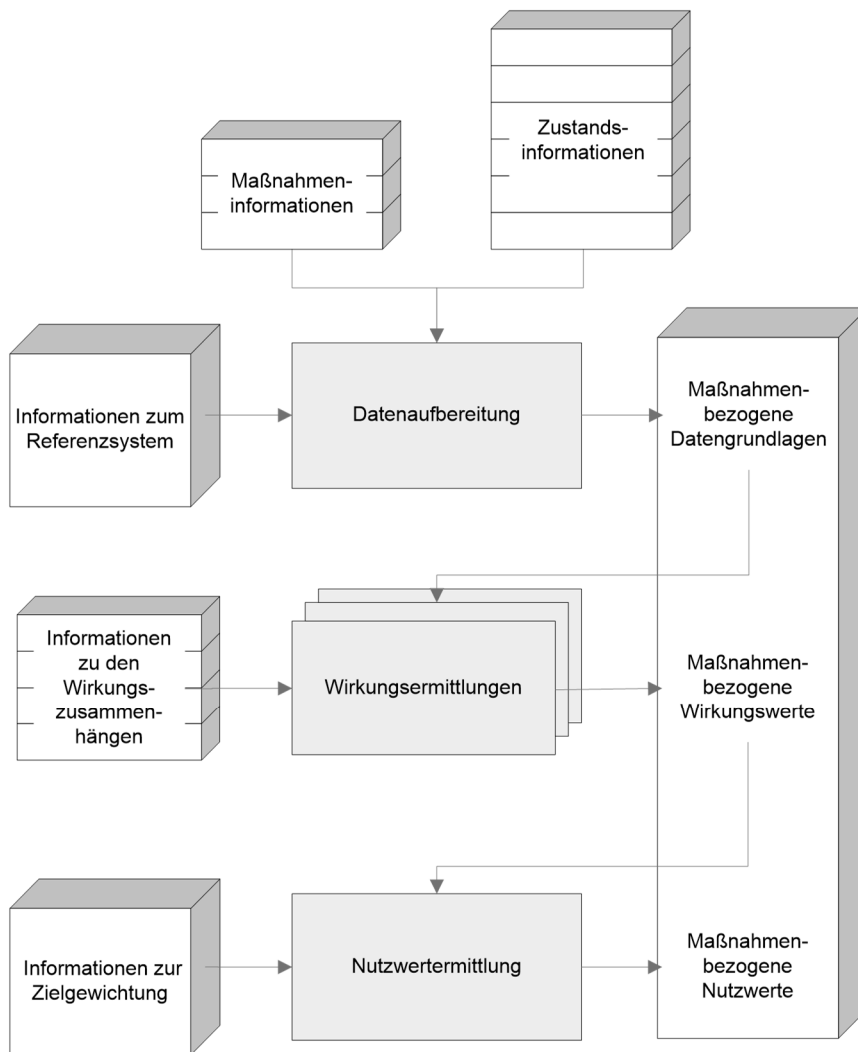 Zustands-
informationen
Maßnahmen-
informationen
Informationen zum
Referenzsystem
Datenaufbereitung
Maßnahmen-
bezogene
Datengrundlagen
Informationen
zu den
Wirkungs-
zusammen-
hängen
Wirkungsermittlungen
Maßnahmen-
bezogene
Wirkungswerte
Informationen zur
Zielgewichtung
Nutzwertermittlung
Maßnahmen-
bezogene
Nutzwerte